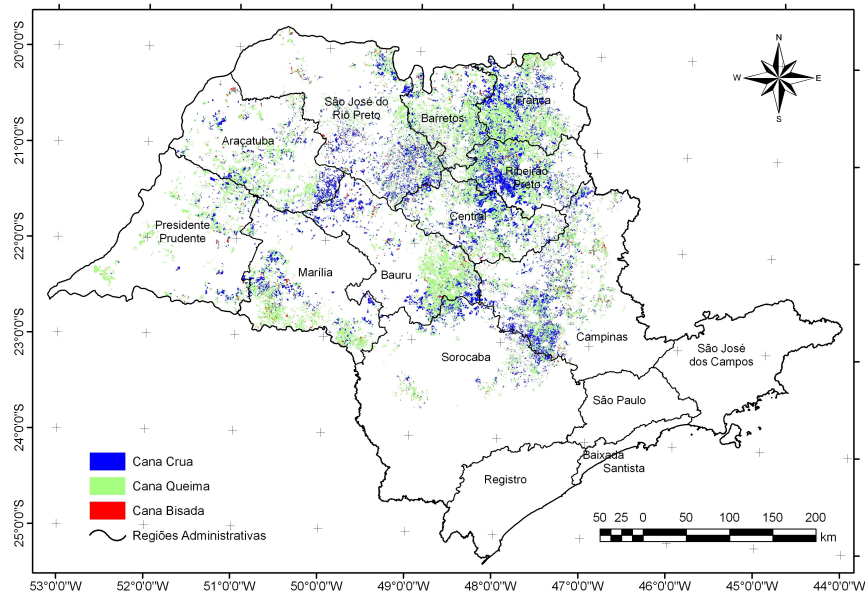 20°0'0"S
21°0'0"S
22°0'0"S
23°0'0"S
24°0'0"S
25°0'0"S
N
W
E
S
São José do
Rio Preto
Barretos
Franca
Araçatuba
Ribeirão
Preto
Central
Presidente
Prudente
Marilia
Bauru
Campinas
Sorocaba
São José
dos Campos
São Paulo
Baixada
Santista
Registro
Cana Crua
Cana Queima
Cana Bisada
Regiões Administrativas
50 25 0 50 100 150 200
km
53°0'0"W 52°0'0"W 51°0'0"W 50°0'0"W 49°0'0"W 48°0'0"W 47°0'0"W 46°0'0"W 45°0'0"W 44°0'0"W